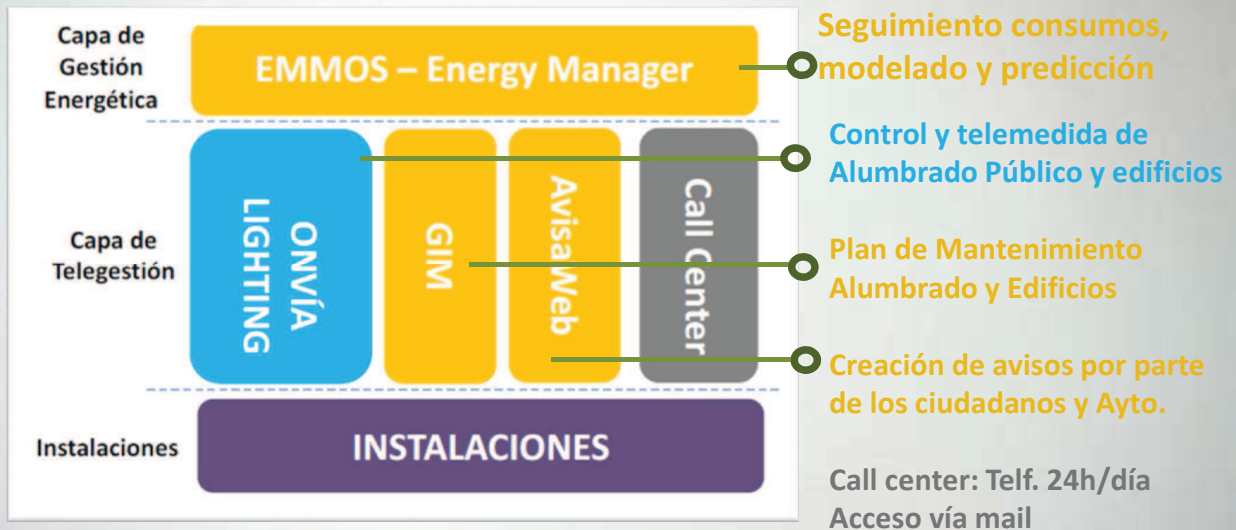 Capa de
Gestión
Energética
EMMOS – Energy Manager
Seguimiento consumos,
modelado y predicción
Capa de
Telegestión
ONVÍA
LIGHTING
GIM
AvisaWeb
Call Center
Control y telemedida de
Alumbrado Público y edificios
Plan de Mantenimiento
Alumbrado y Edificios
Creación de avisos por parte
de los ciudadanos y Ayto.
Instalaciones
INSTALACIONES
Call center: Telf. 24h/día
Acceso vía mail